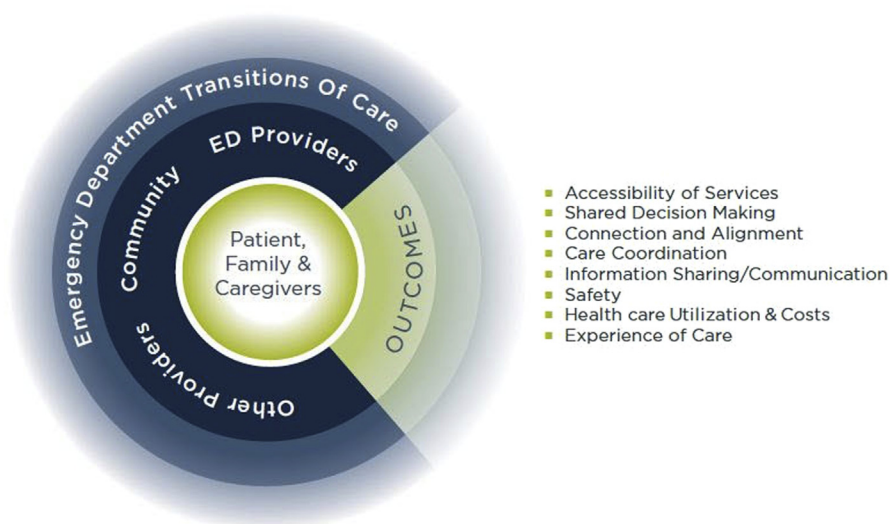 Emergency Department Transitions Of Care
ED Providers
Community
Other Providers
Patient,
Family &
Caregivers
OUTCOMES
Accessibility of Services
Shared Decision Making
Connection and Alignment
Care Coordination
Information Sharing/Communication
Safety
Health care Utilization & Costs
Experience of Care